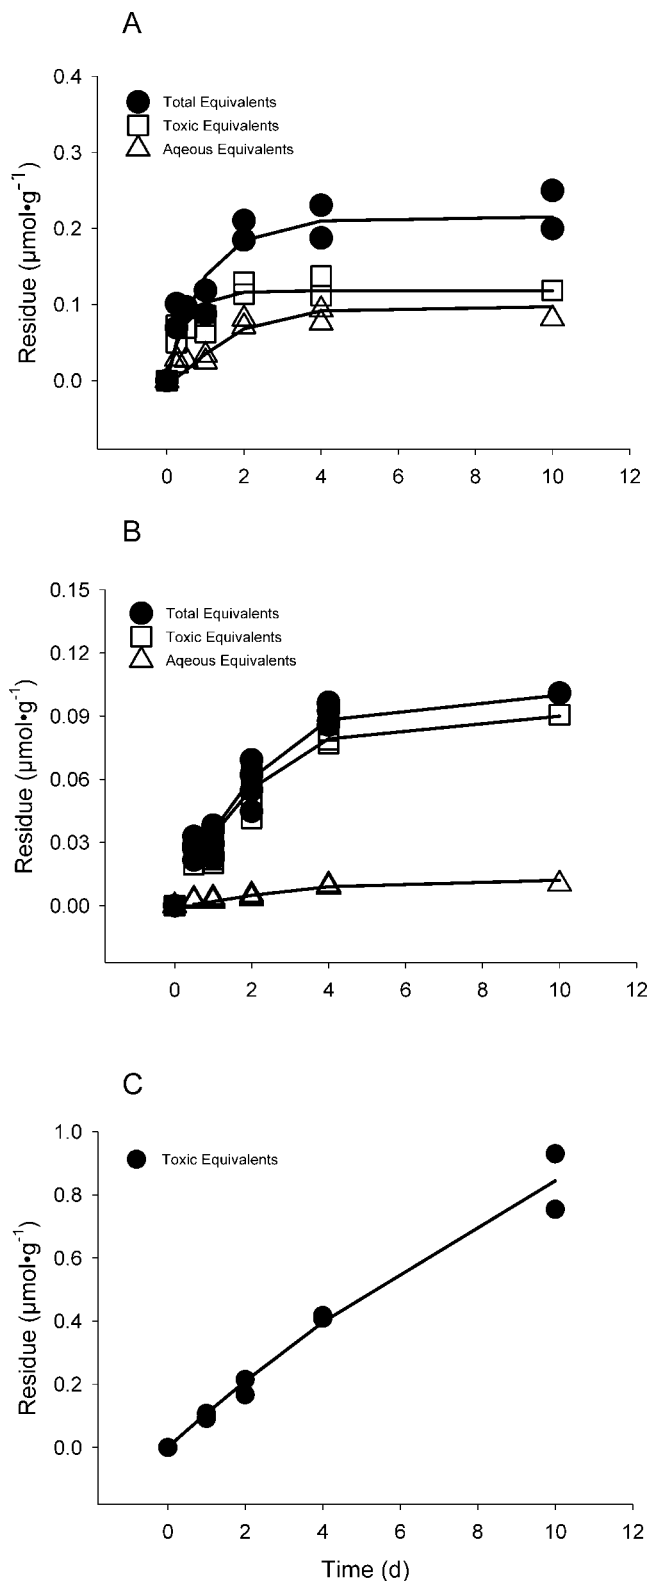 A
0.4
0.3
0.2
0.1
0.0
Residue (µmol•g⁻¹)
Total Equivalents
Toxic Equivalents
Aqeous Equivalents
0 2 4 6 8 10 12
B
0.15
0.12
0.09
0.06
0.03
0.00
Residue (µmol•g⁻¹)
Total Equivalents
Toxic Equivalents
Aqeous Equivalents
0 2 4 6 8 10 12
C
1.0
0.8
0.6
0.4
0.2
0.0
Residue (µmol•g⁻¹)
Toxic Equivalents
0 2 4 6 8 10 12
Time (d)